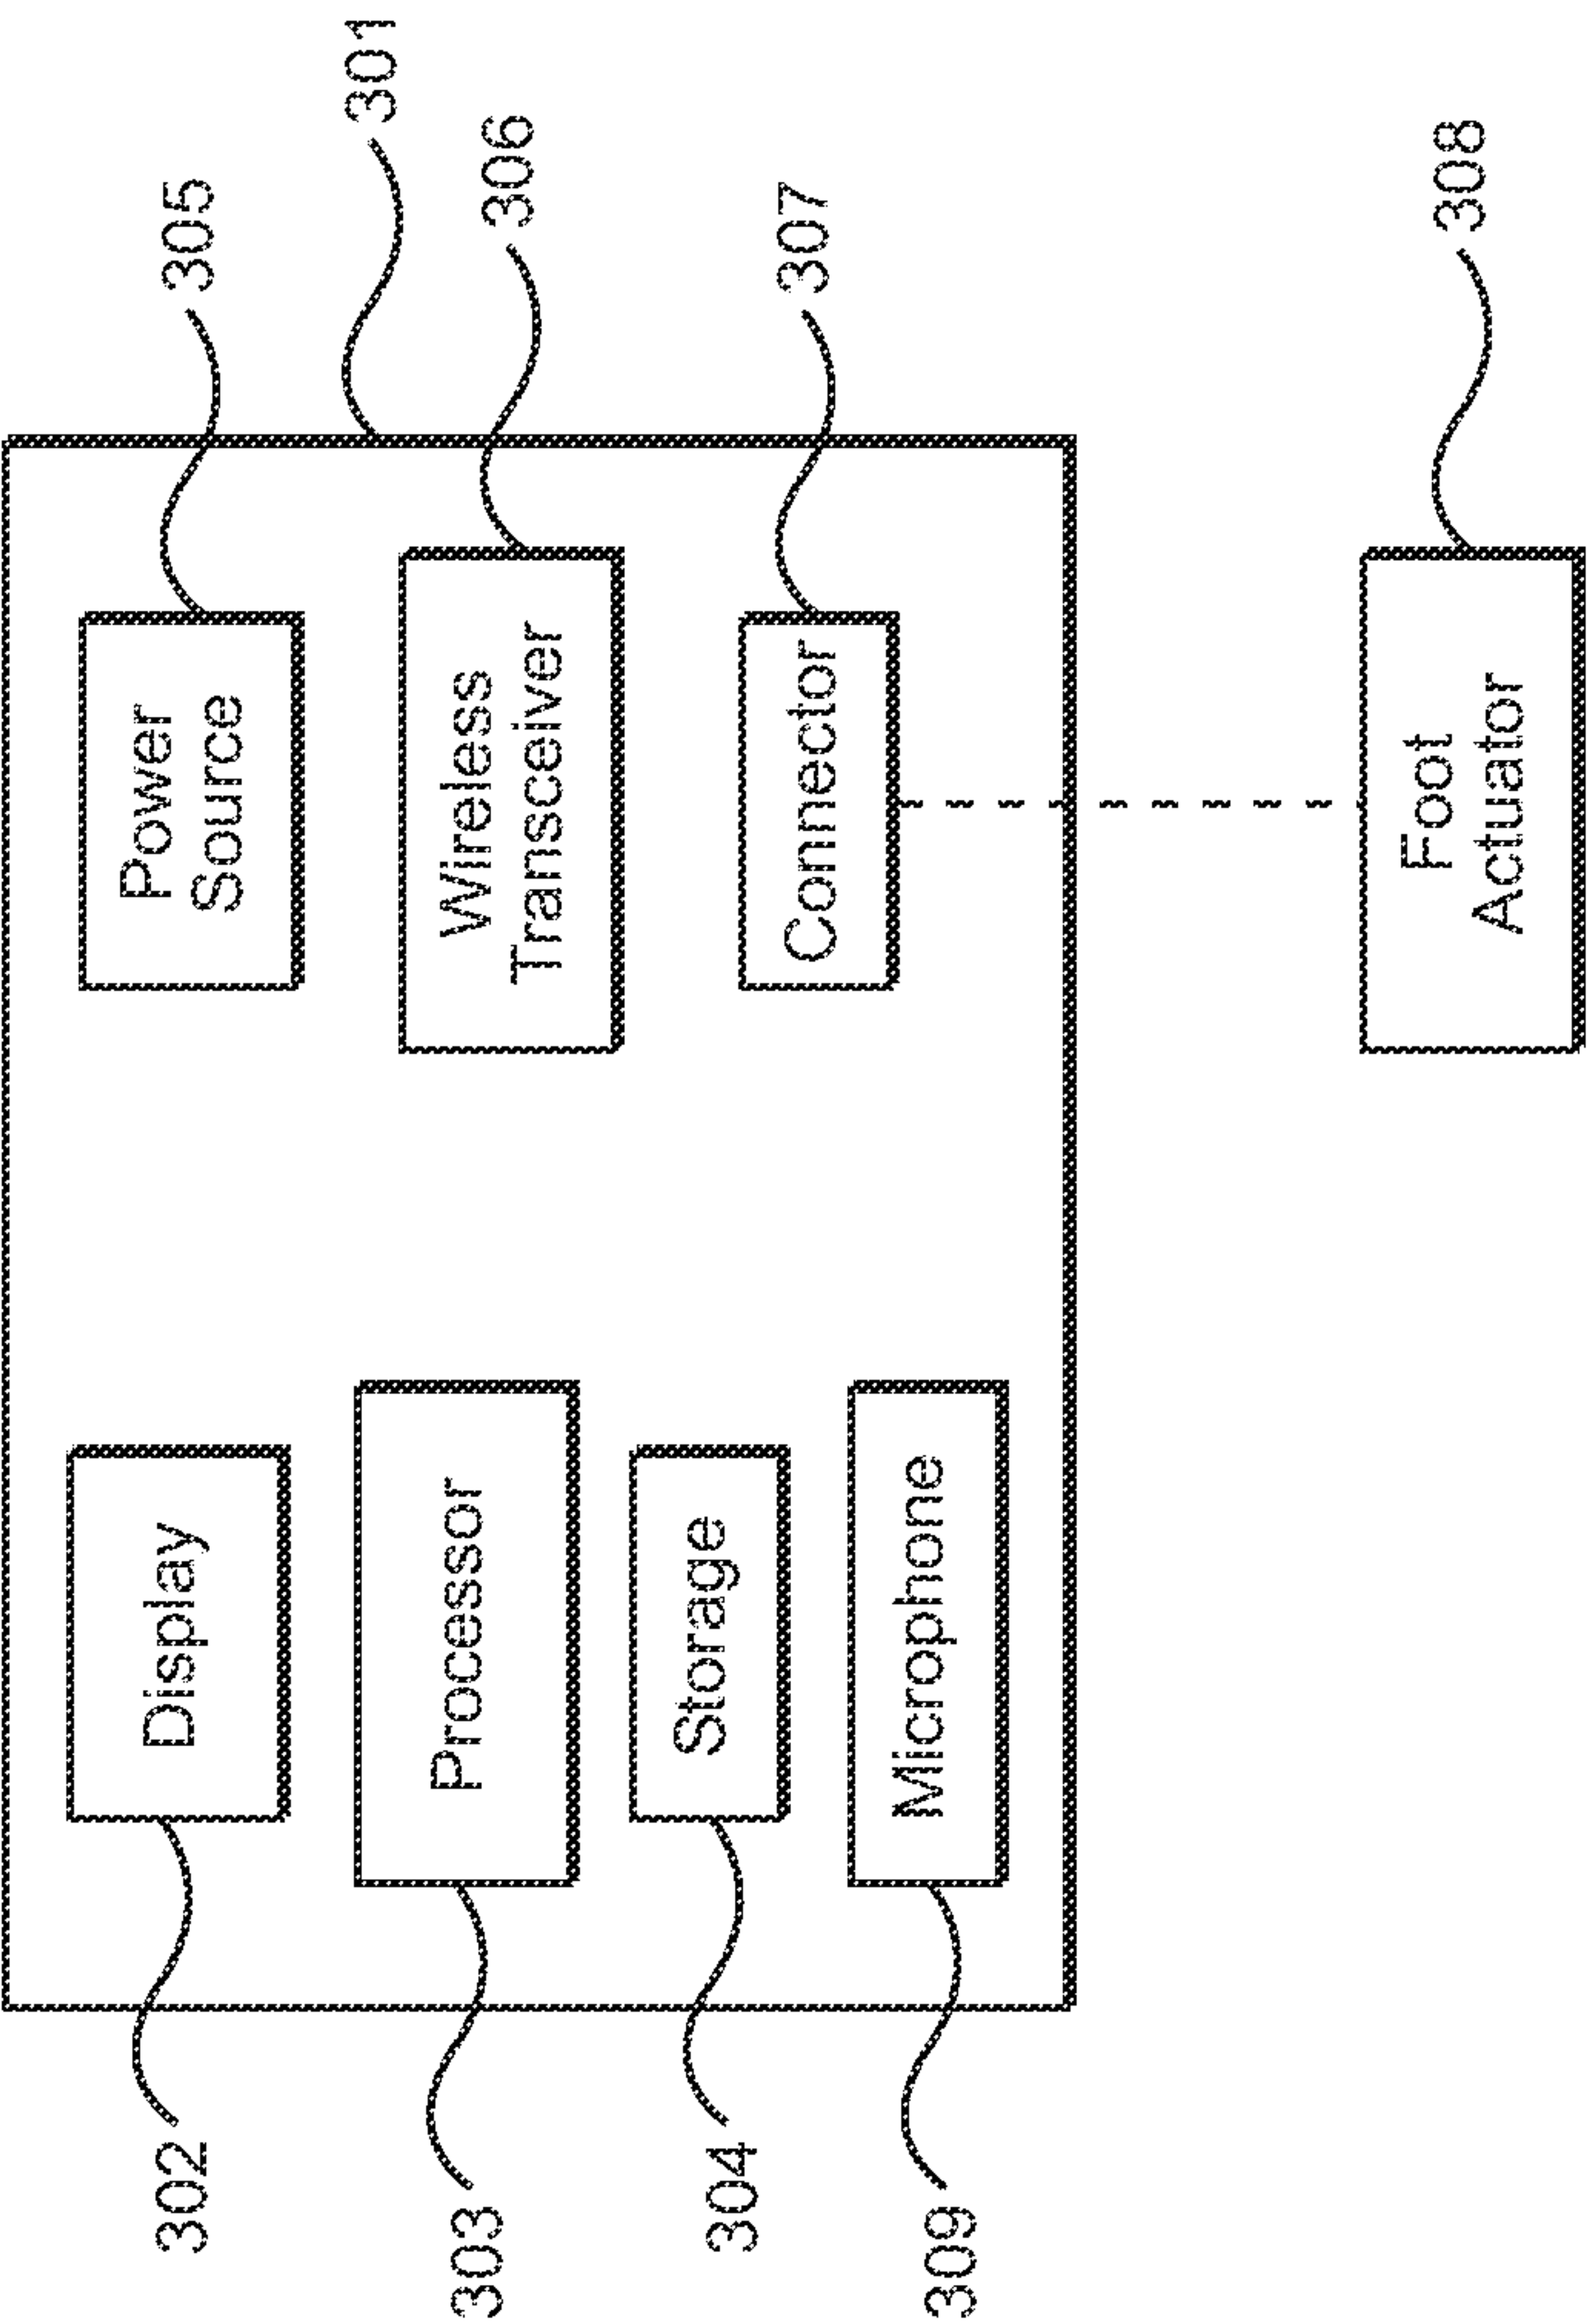 301
302
Display
Power
Source
305
303
Processor
Wireless
Transceiver
306
304
Storage
Connector
307
309
Microphone
Foot
Actuator
308